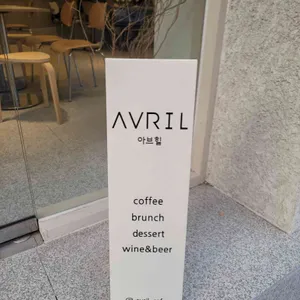 AVRIL
아브릴
coffee
brunch
dessert
wine&beer